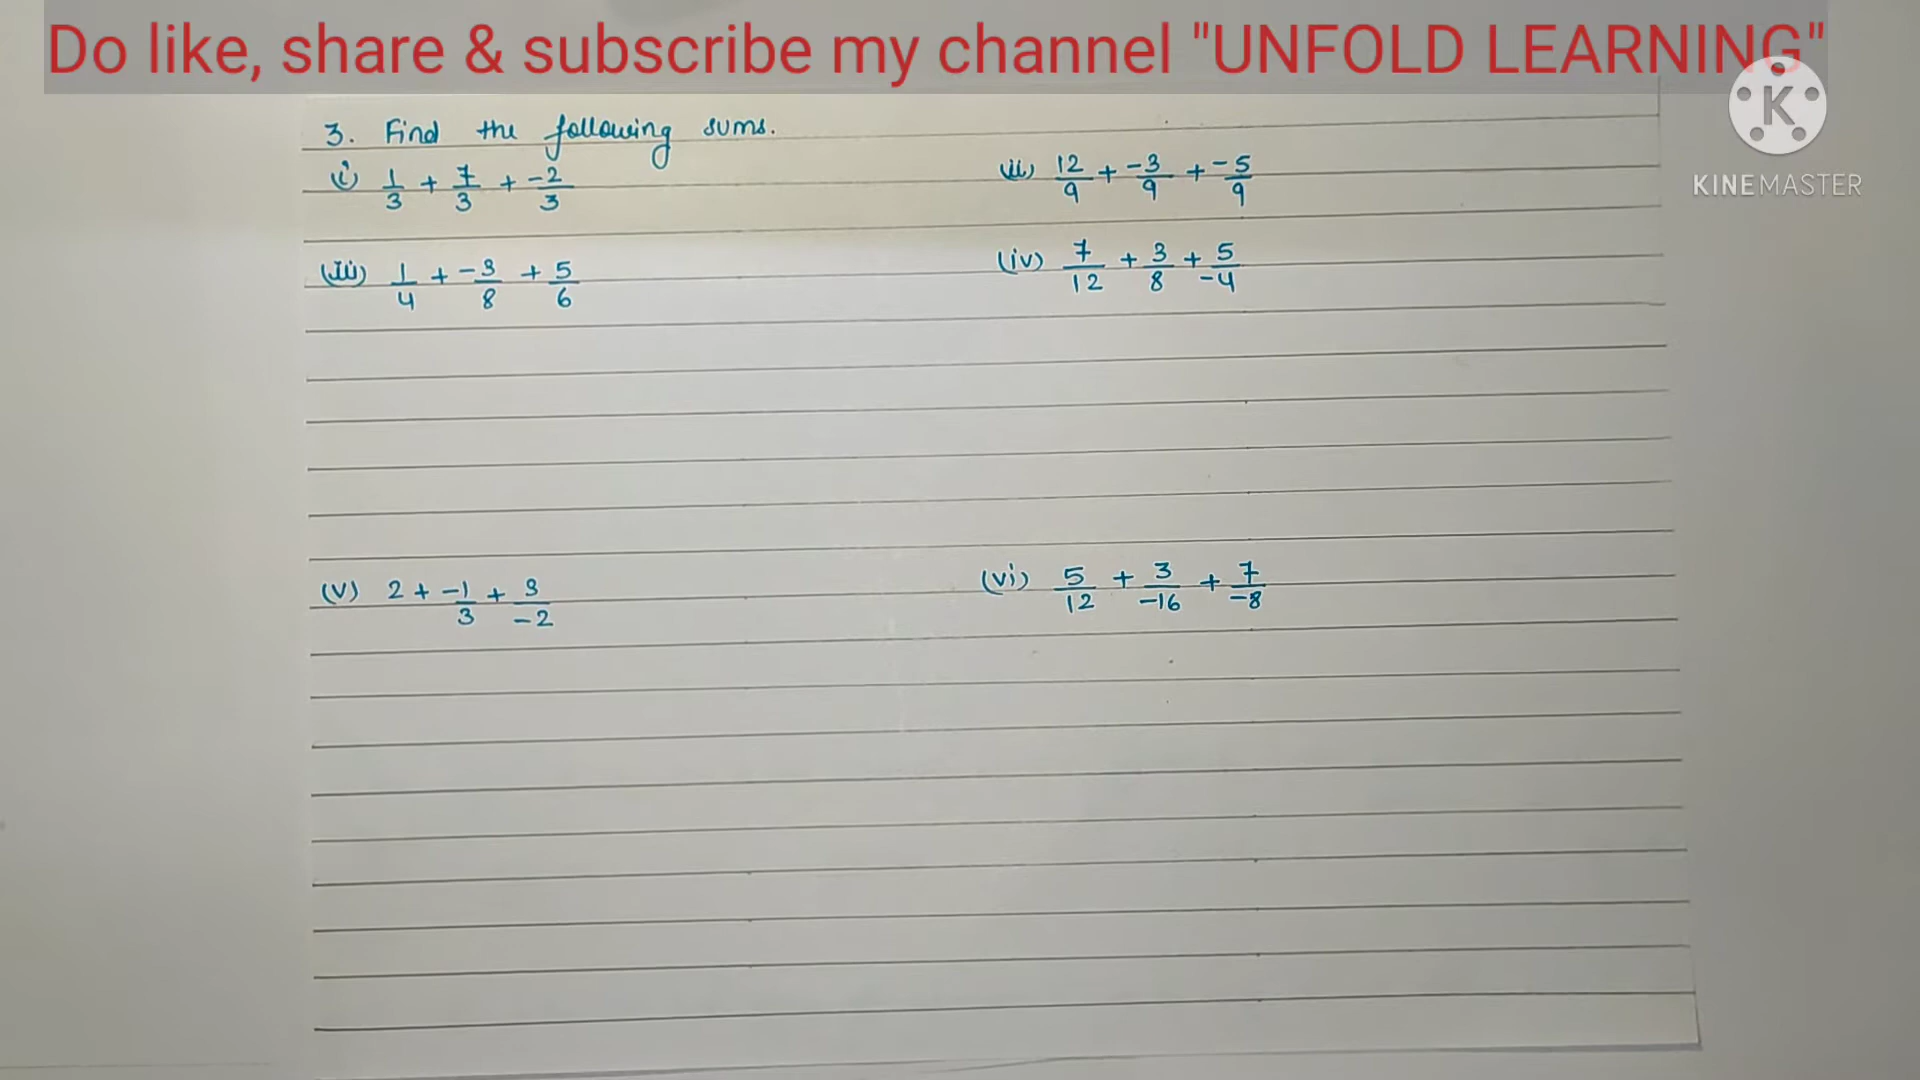 Do like, share & subscribe my channel "UNFOLD LEARNING"
K
KINEMASTER
3. Find the following sums.
(i) 1/3 + 7/3 + -2/3
(ii) 12/9 + -3/9 + -5/9
(iii) 1/4 + -3/8 + 5/6
(iv) 7/12 + 3/8 + 5/-4
(v) 2 + -1/3 + 3/-2
(vi) 5/12 + 3/-16 + 7/-8